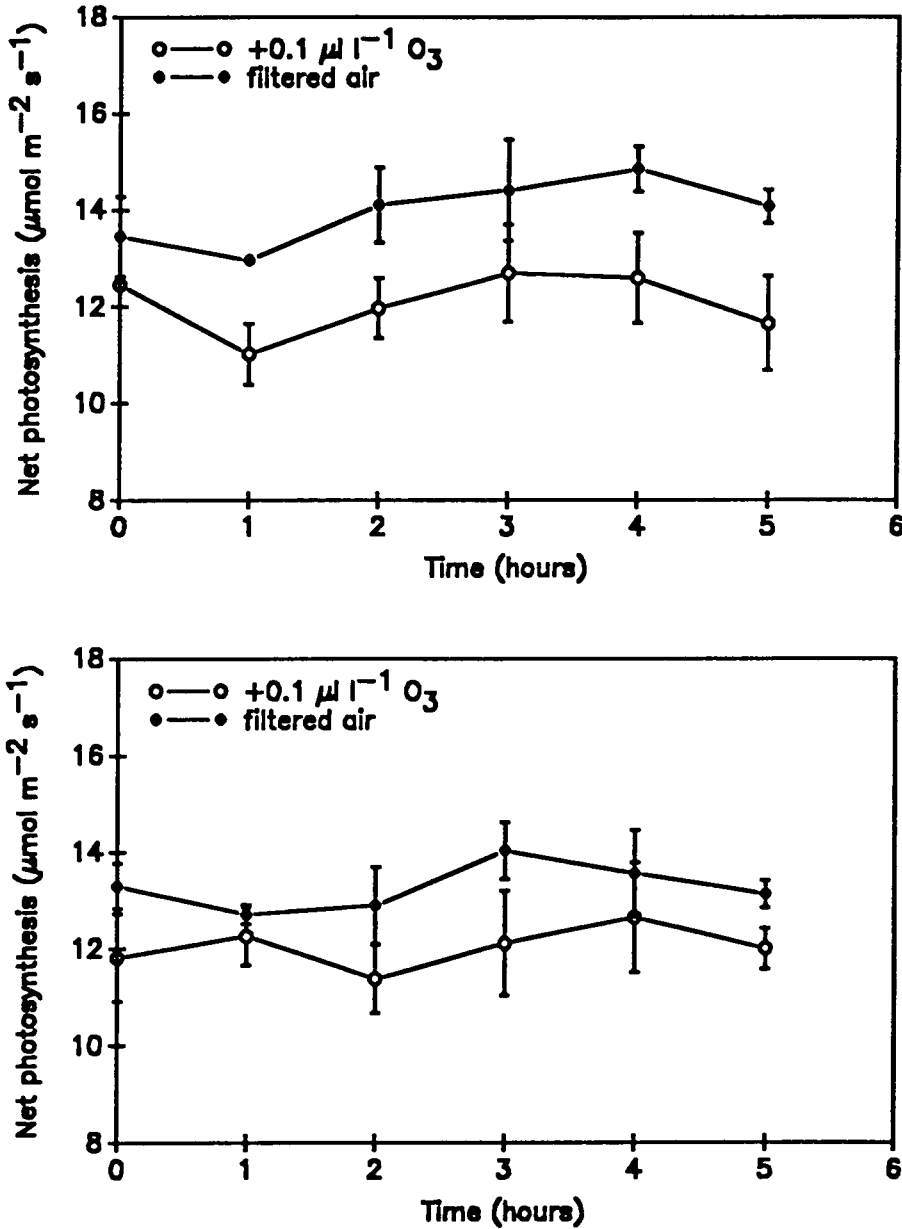 18
+0.1 µl l⁻¹ O₃
filtered air
16
14
12
10
8
Net photosynthesis (µmol m⁻² s⁻¹)
0 1 2 3 4 5 6
Time (hours)
18
+0.1 µl l⁻¹ O₃
filtered air
16
14
12
10
8
Net photosynthesis (µmol m⁻² s⁻¹)
0 1 2 3 4 5 6
Time (hours)